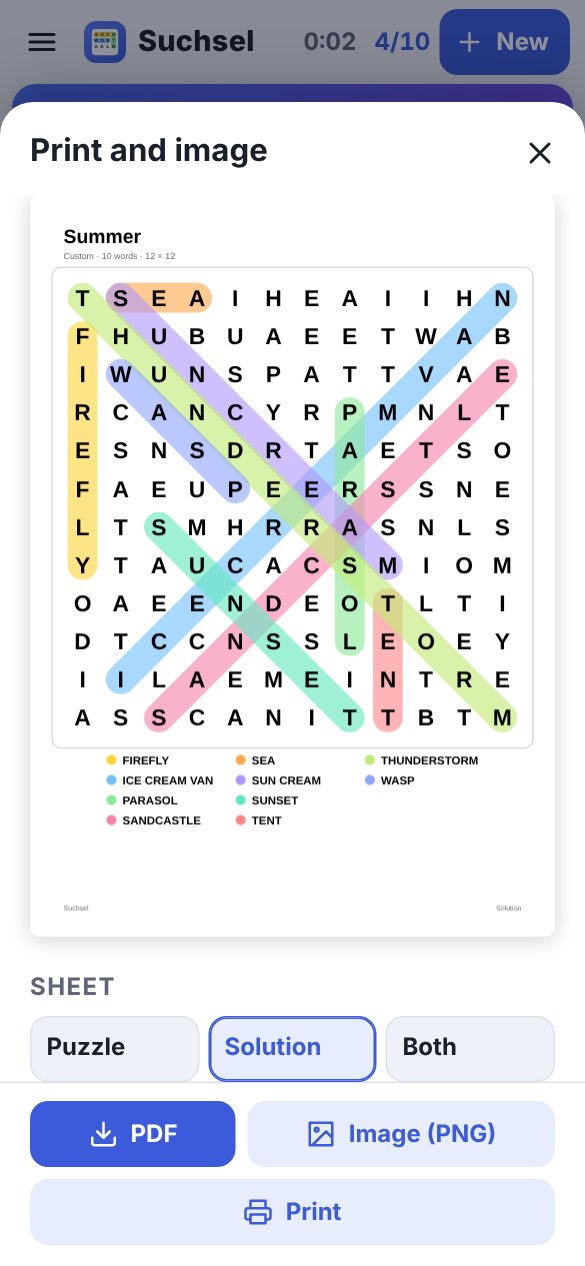 Suchsel 0:02 4/10 + New
Print and image
Summer
Custom · 10 words · 12 × 12
T S E A I H E A I I H N
F H U B U A E E T W A B
I W U N S P A T T V A E
R C A N C Y R P M N L T
E S N S D R T A E T S O
F A E U P E E R S S N E
L T S M H R R A S N L S
Y T A U C A C S M I O M
O A E E N D E O T L T I
D T C C N S S L E O E Y
I I L A E M E I N T R E
A S S C A N I T T B T M
FIREFLY SEA THUNDERSTORM
ICE CREAM VAN SUN CREAM WASP
PARASOL SUNSET
SANDCASTLE TENT
Suchsel Solution
SHEET
Puzzle Solution Both
PDF Image (PNG)
Print